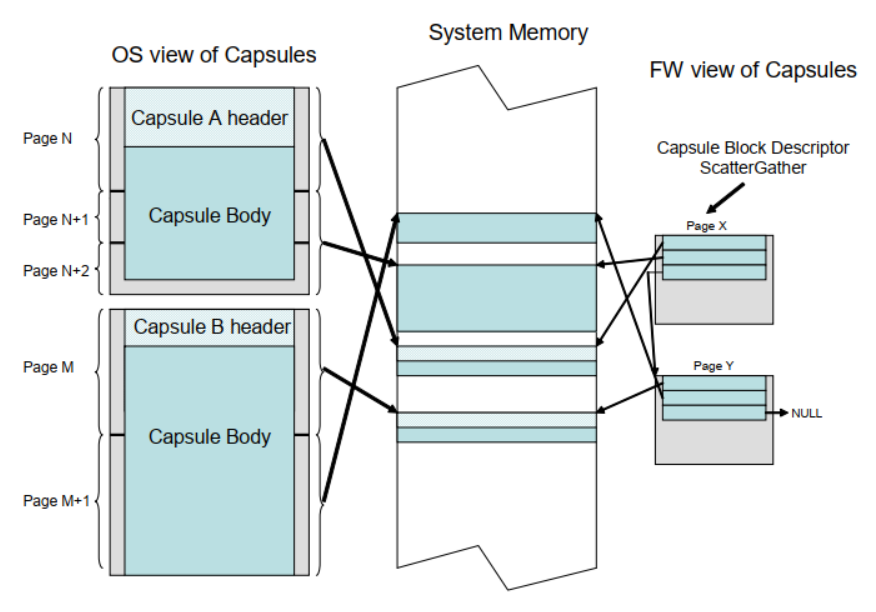 System Memory
OS view of Capsules
FW view of Capsules
Capsule A header
Page N
Capsule Block Descriptor
ScatterGather
Capsule Body
Page N+1
Page X
Page N+2
Capsule B header
Page M
Page Y
NULL
Capsule Body
Page M+1